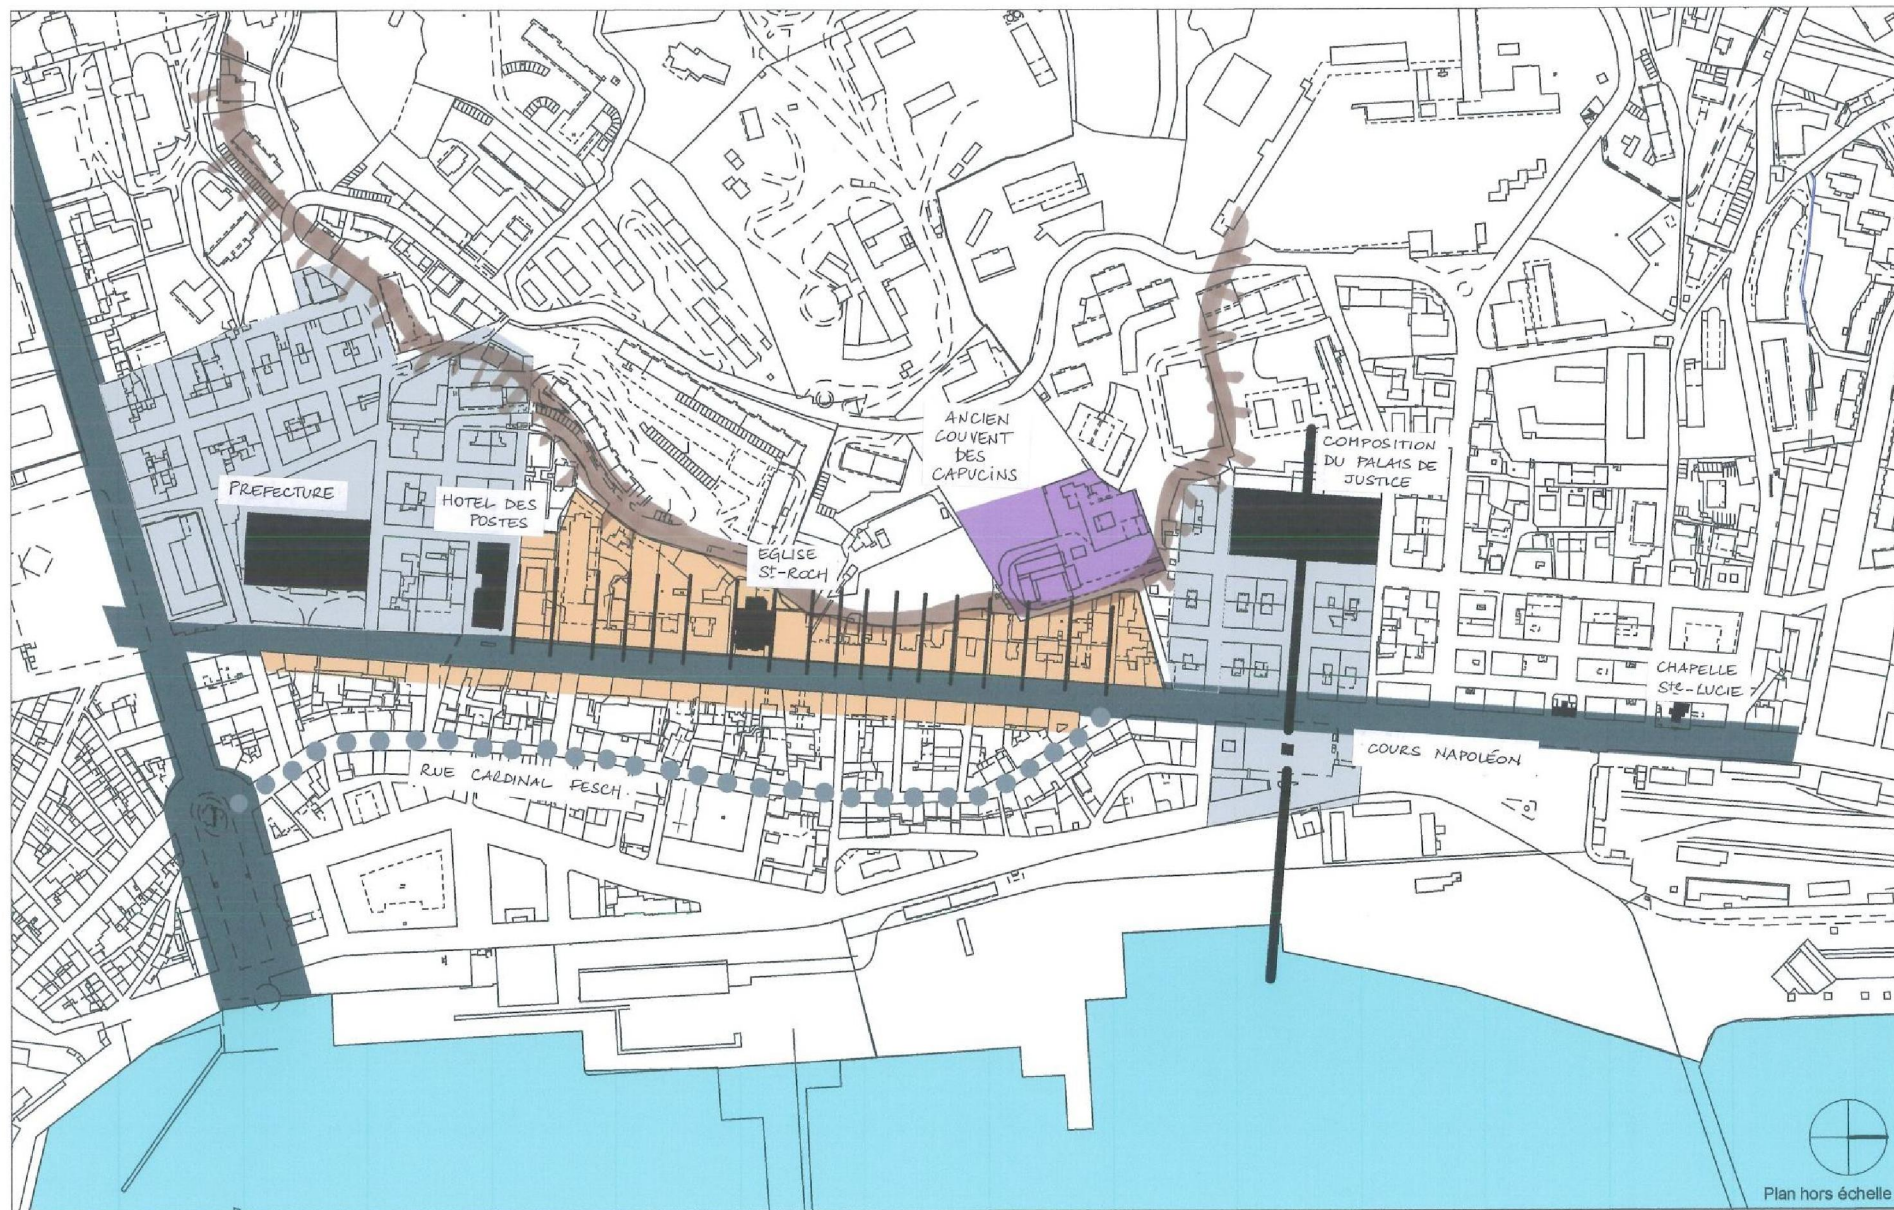 ANCIEN
COUVENT
DES
CAPUCINS
COMPOSITION
DU PALAIS DE
JUSTICE
PREFECTURE
HOTEL DES
POSTES
EGLISE
St-ROCH
CHAPELLE
Ste-LUCIE
COURS NAPOLÉON
RUE CARDINAL FESCH
Plan hors échelle